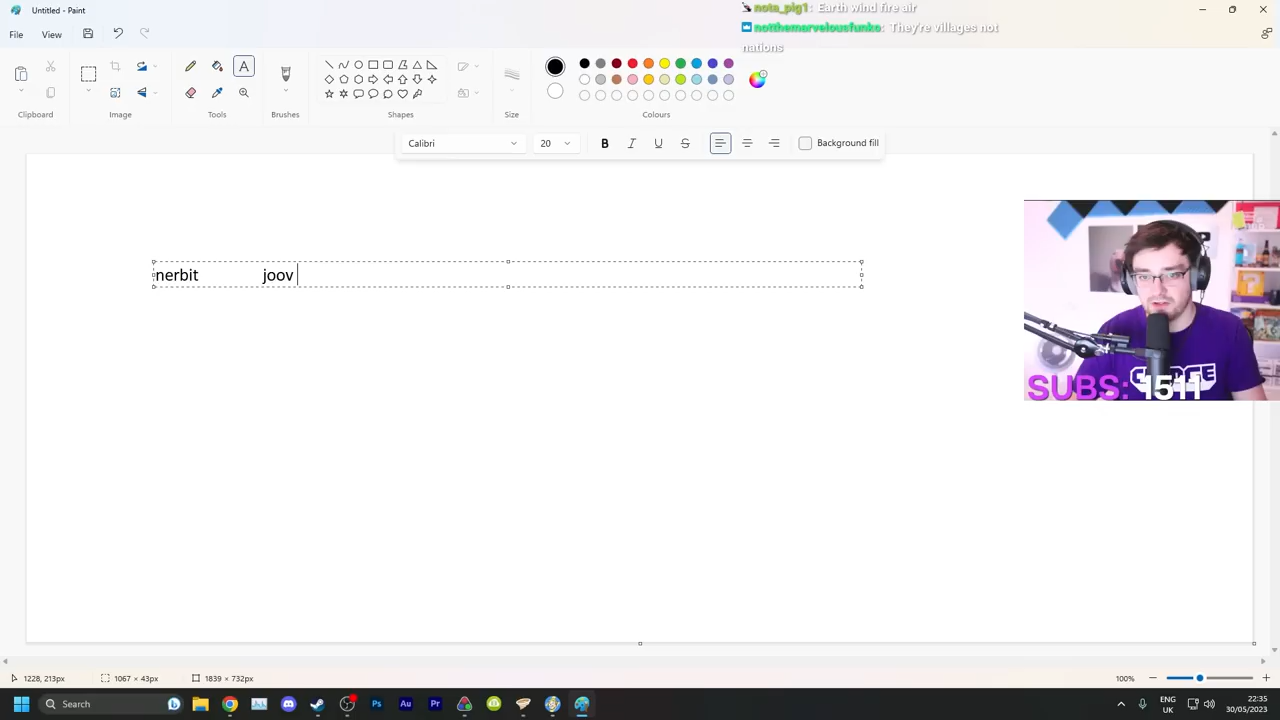 Untitled - Paint
nota_pig1: Earth wind fire air
notthemarvelousfunko: They're villages not
nations
File
View
Clipboard
Image
Tools
Brushes
Shapes
Size
Colours
Calibri
20
B
I
U
S
Background fill
nerbit joov
SUBS: 1511
1228, 213px
1067 × 43px
1839 × 732px
100%
Search
ENG
UK
22:35
30/05/2023